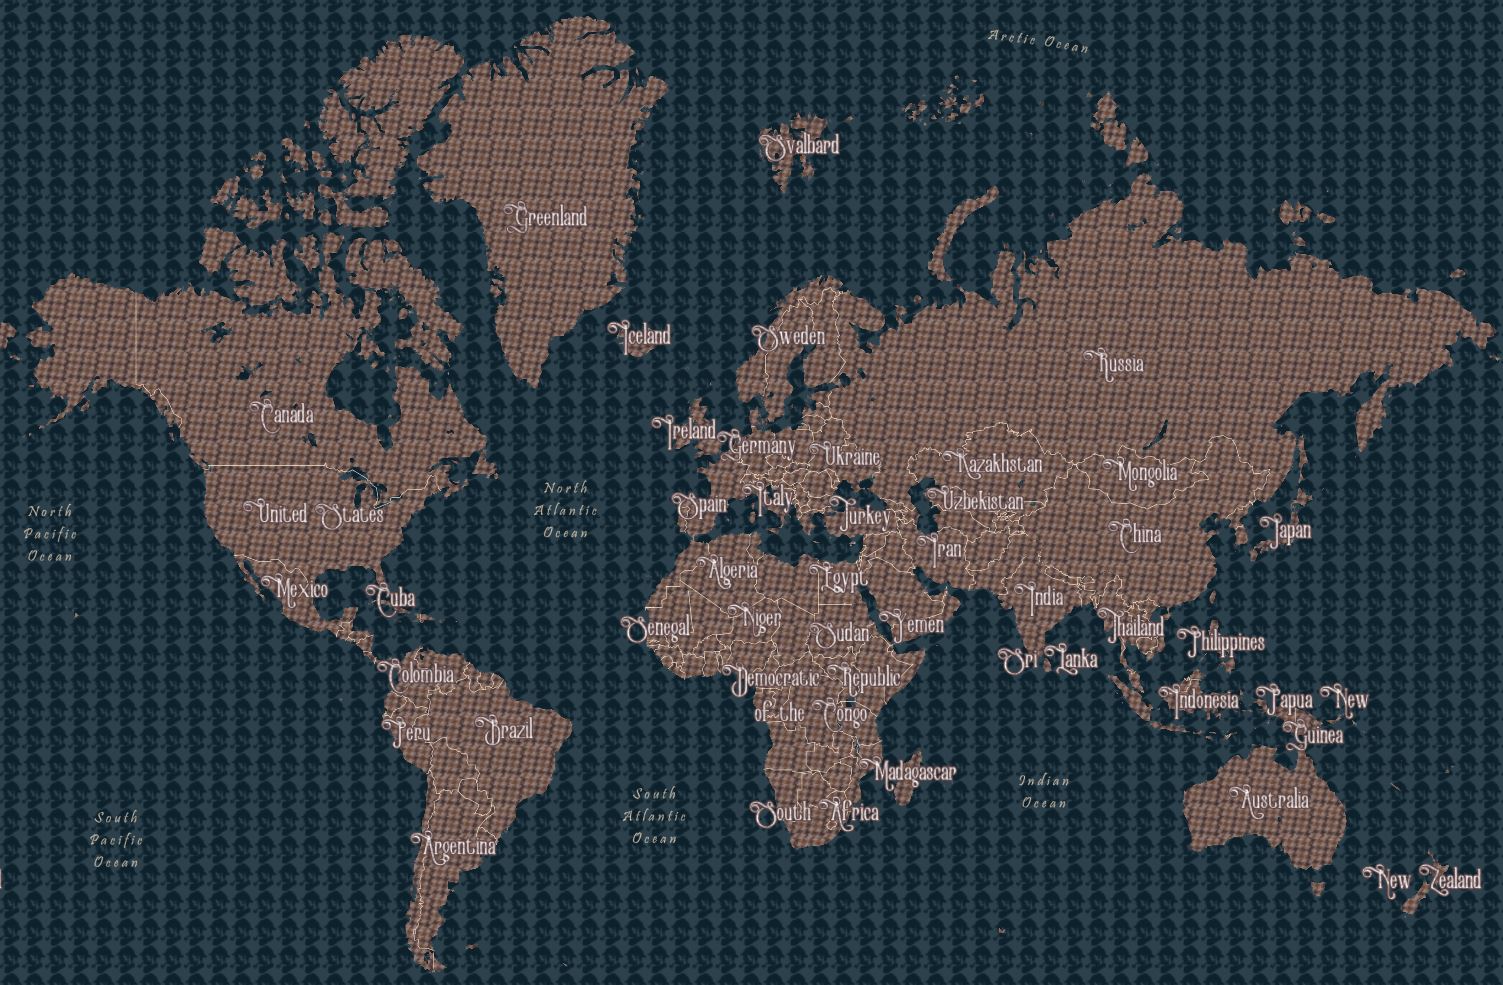 Arctic Ocean
Svalbard
Greenland
Iceland
Sweden
Russia
Canada
Ireland
Germany
Ukraine
Kazakhstan
Mongolia
United States
North
Pacific
Ocean
North
Atlantic
Ocean
Spain
Italy
Turkey
Uzbekistan
China
Japan
Iran
Mexico
Cuba
Algeria
Egypt
India
Senegal
Niger
Sudan
Yemen
Thailand
Philippines
Sri Lanka
Colombia
Democratic Republic
of the Congo
Indonesia
Papua New
Guinea
Peru
Brazil
Madagascar
Indian
Ocean
South
Pacific
Ocean
South
Atlantic
Ocean
South Africa
Australia
Argentina
New Zealand